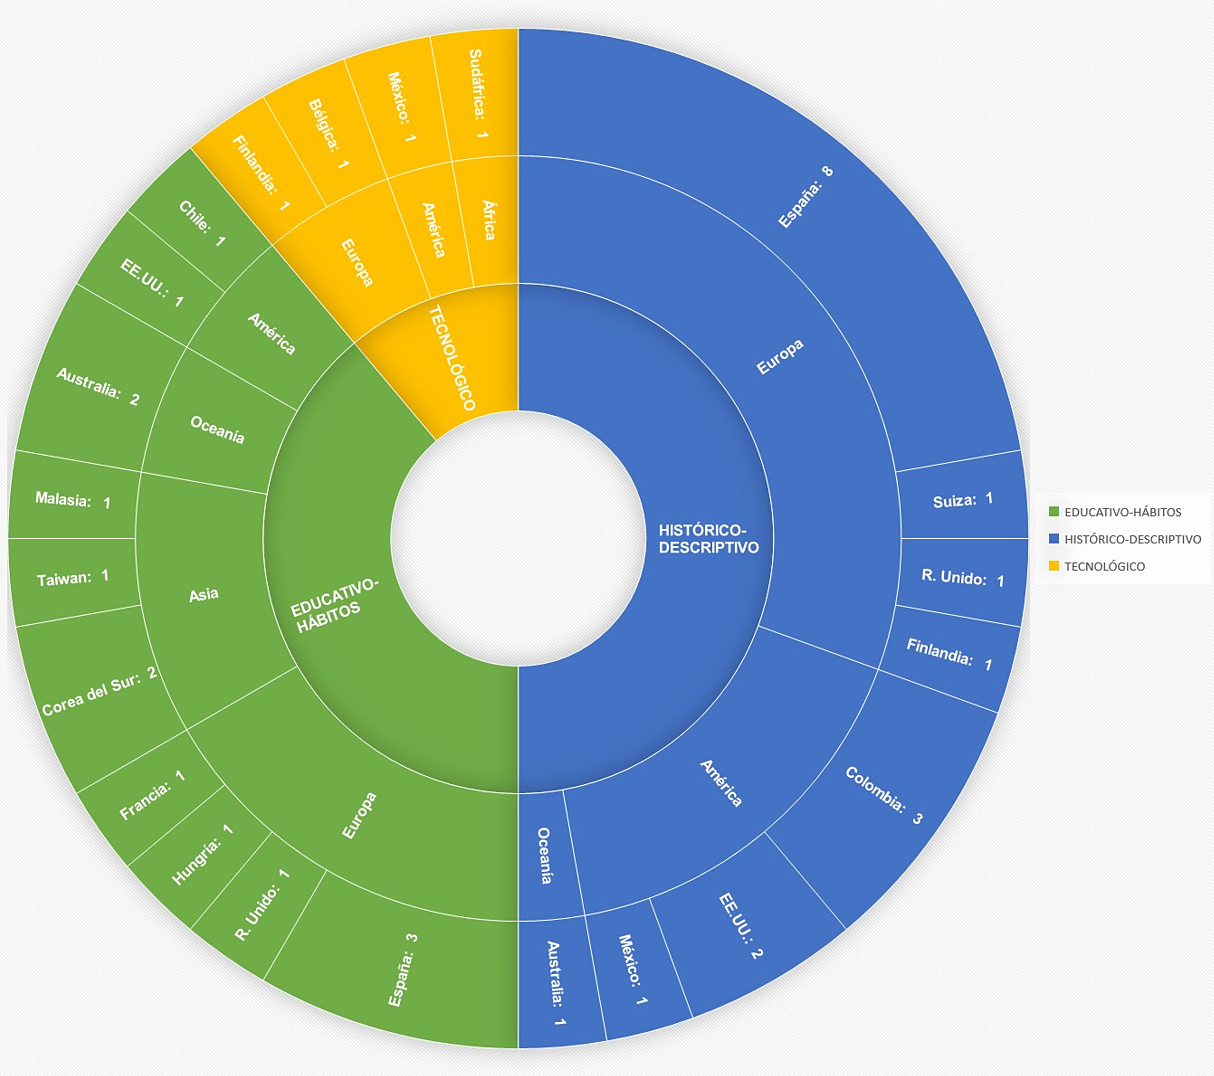 HISTÓRICO-
DESCRIPTIVO
Europa
España: 8
Suiza: 1
R. Unido: 1
Finlandia: 1
América
Colombia: 3
EE.UU.: 2
México: 1
Oceanía
Australia: 1
EDUCATIVO-
HÁBITOS
Europa
España: 3
R. Unido: 1
Hungría: 1
Francia: 1
Asia
Corea del Sur: 2
Taiwan: 1
Malasia: 1
Oceanía
Australia: 2
América
EE.UU.: 1
Chile: 1
TECNOLÓGICO
Europa
Finlandia: 1
Bélgica: 1
América
México: 1
África
Sudáfrica: 1
EDUCATIVO-HÁBITOS
HISTÓRICO-DESCRIPTIVO
TECNOLÓGICO